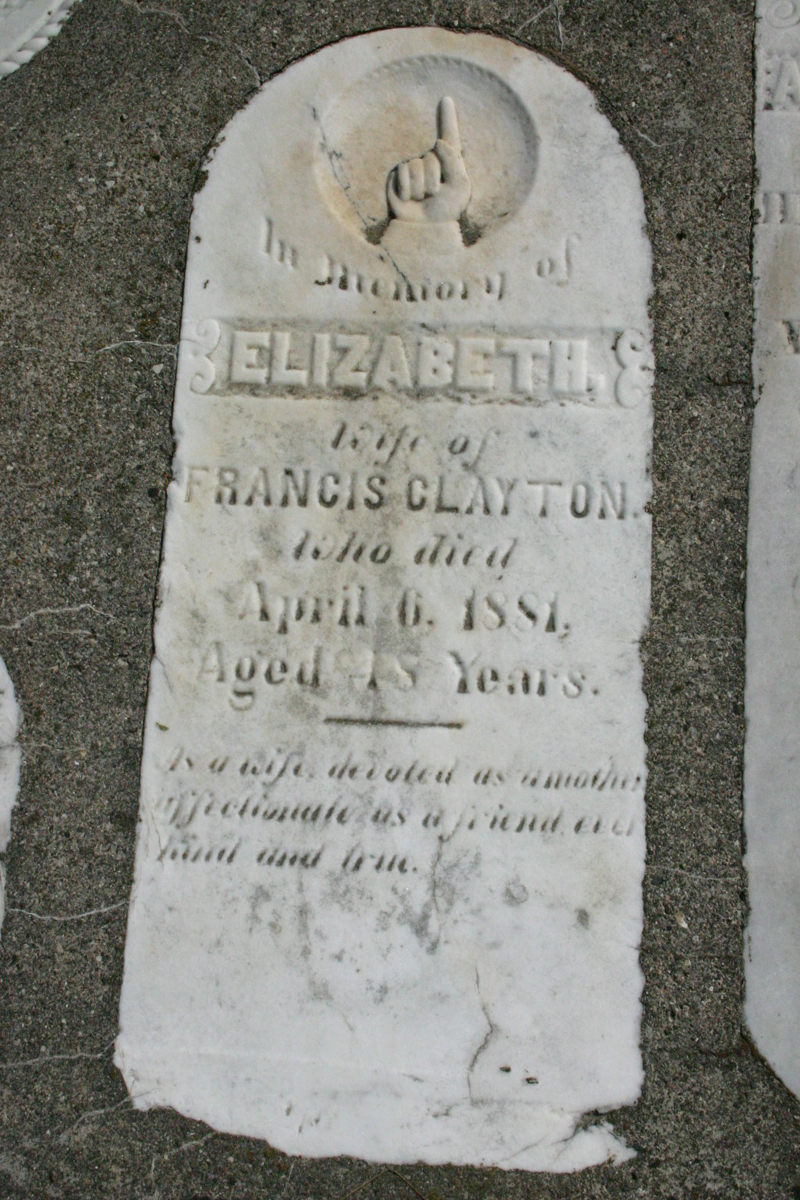 In Memory of
ELIZABETH.
Wife of
FRANCIS CLAYTON.
Who died
April 6, 1881,
Aged 48 Years.
As a wife, devoted as a mother
affectionate as a friend ever
kind and true.